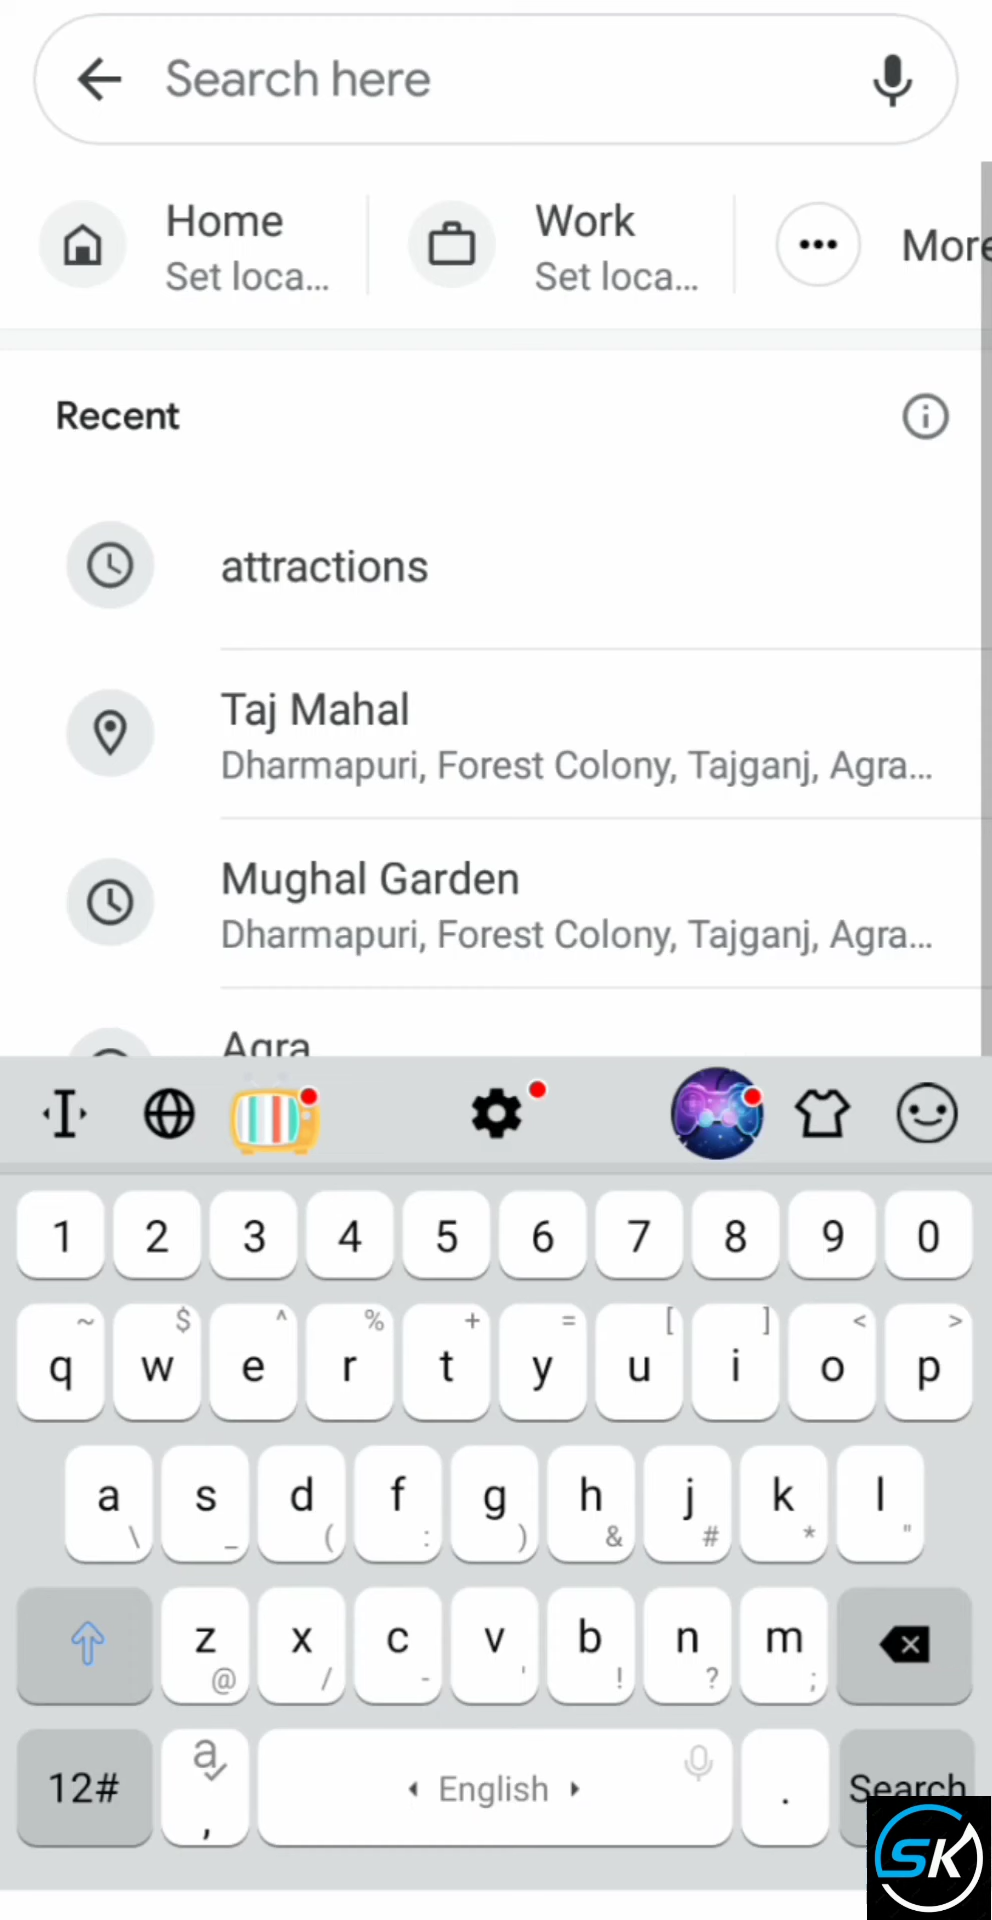 Search here
Home
Set loca...
Work
Set loca...
More
Recent
attractions
Taj Mahal
Dharmapuri, Forest Colony, Tajganj, Agra...
Mughal Garden
Dharmapuri, Forest Colony, Tajganj, Agra...
Agra
1 2 3 4 5 6 7 8 9 0
~ $ ^ % + = [ ] < >
q w e r t y u i o p
a s d f g h j k l
\ _ ( : ) & # * "
z x c v b n m
@ / - ' ! ? ;
12# a , English . Search
SK